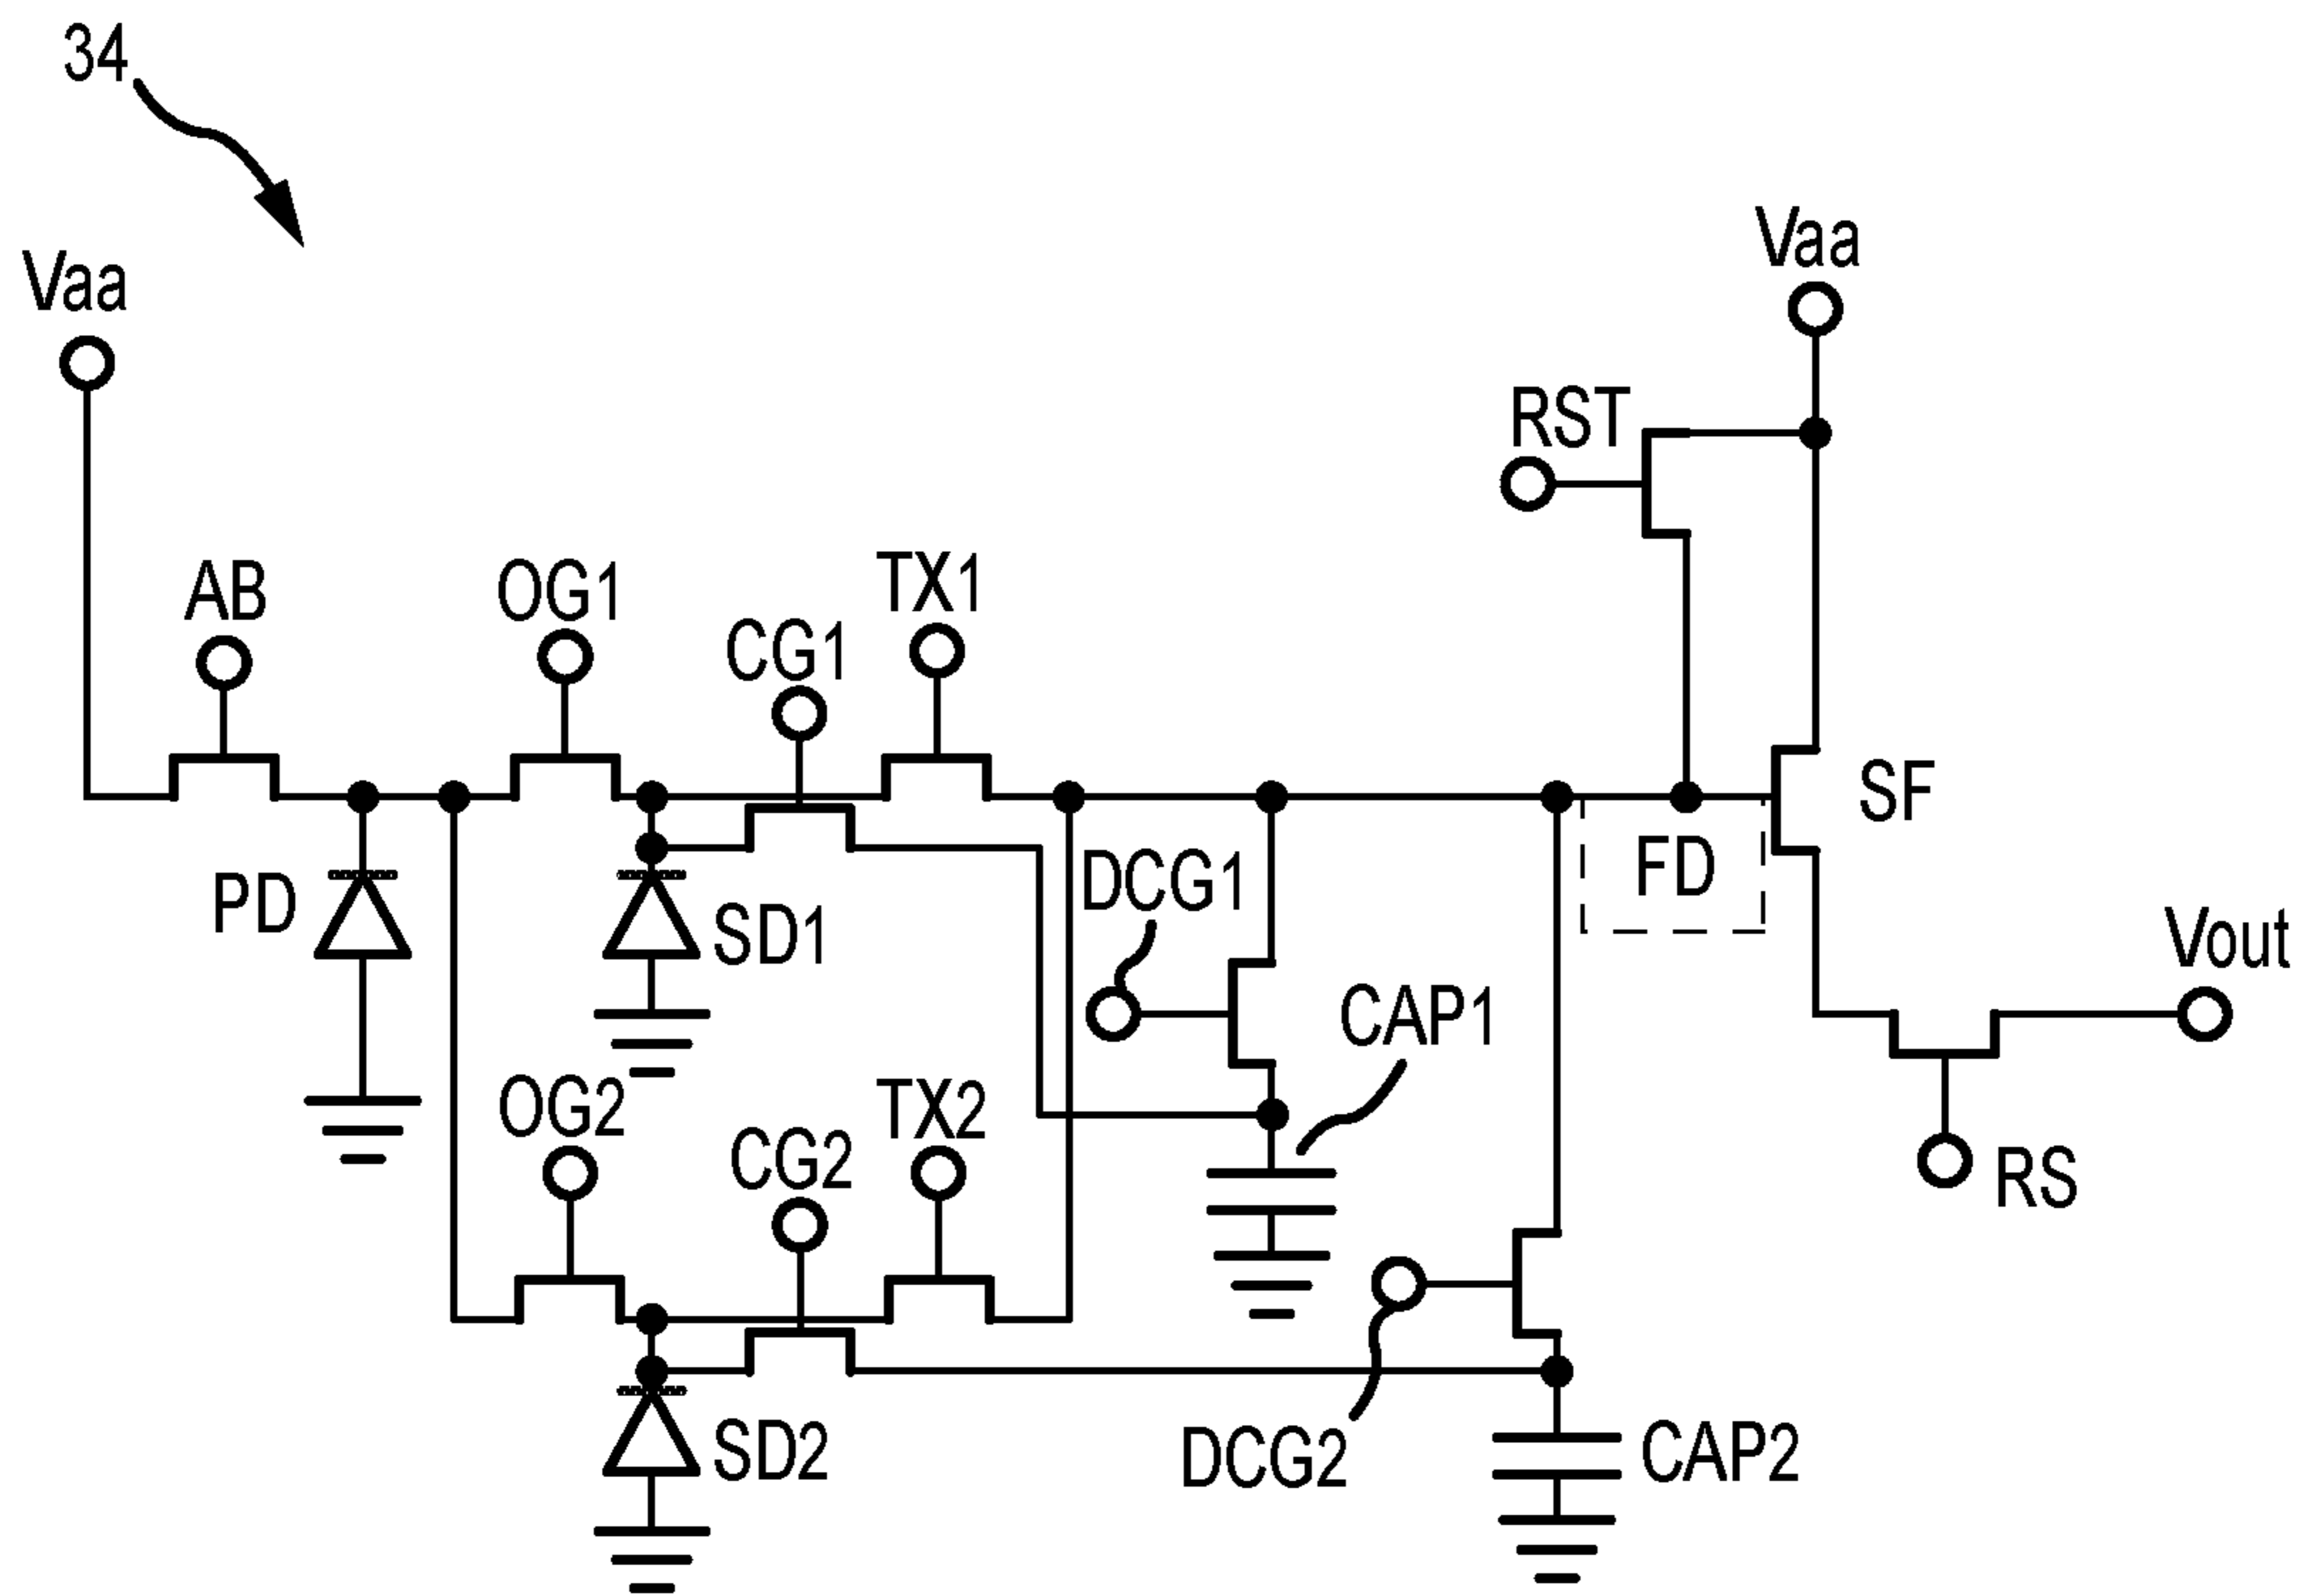 34
Vaa
Vaa
RST
AB
OG1
CG1
TX1
SF
FD
PD
SD1
DCG1
CAP1
Vout
OG2
CG2
TX2
RS
SD2
DCG2
CAP2